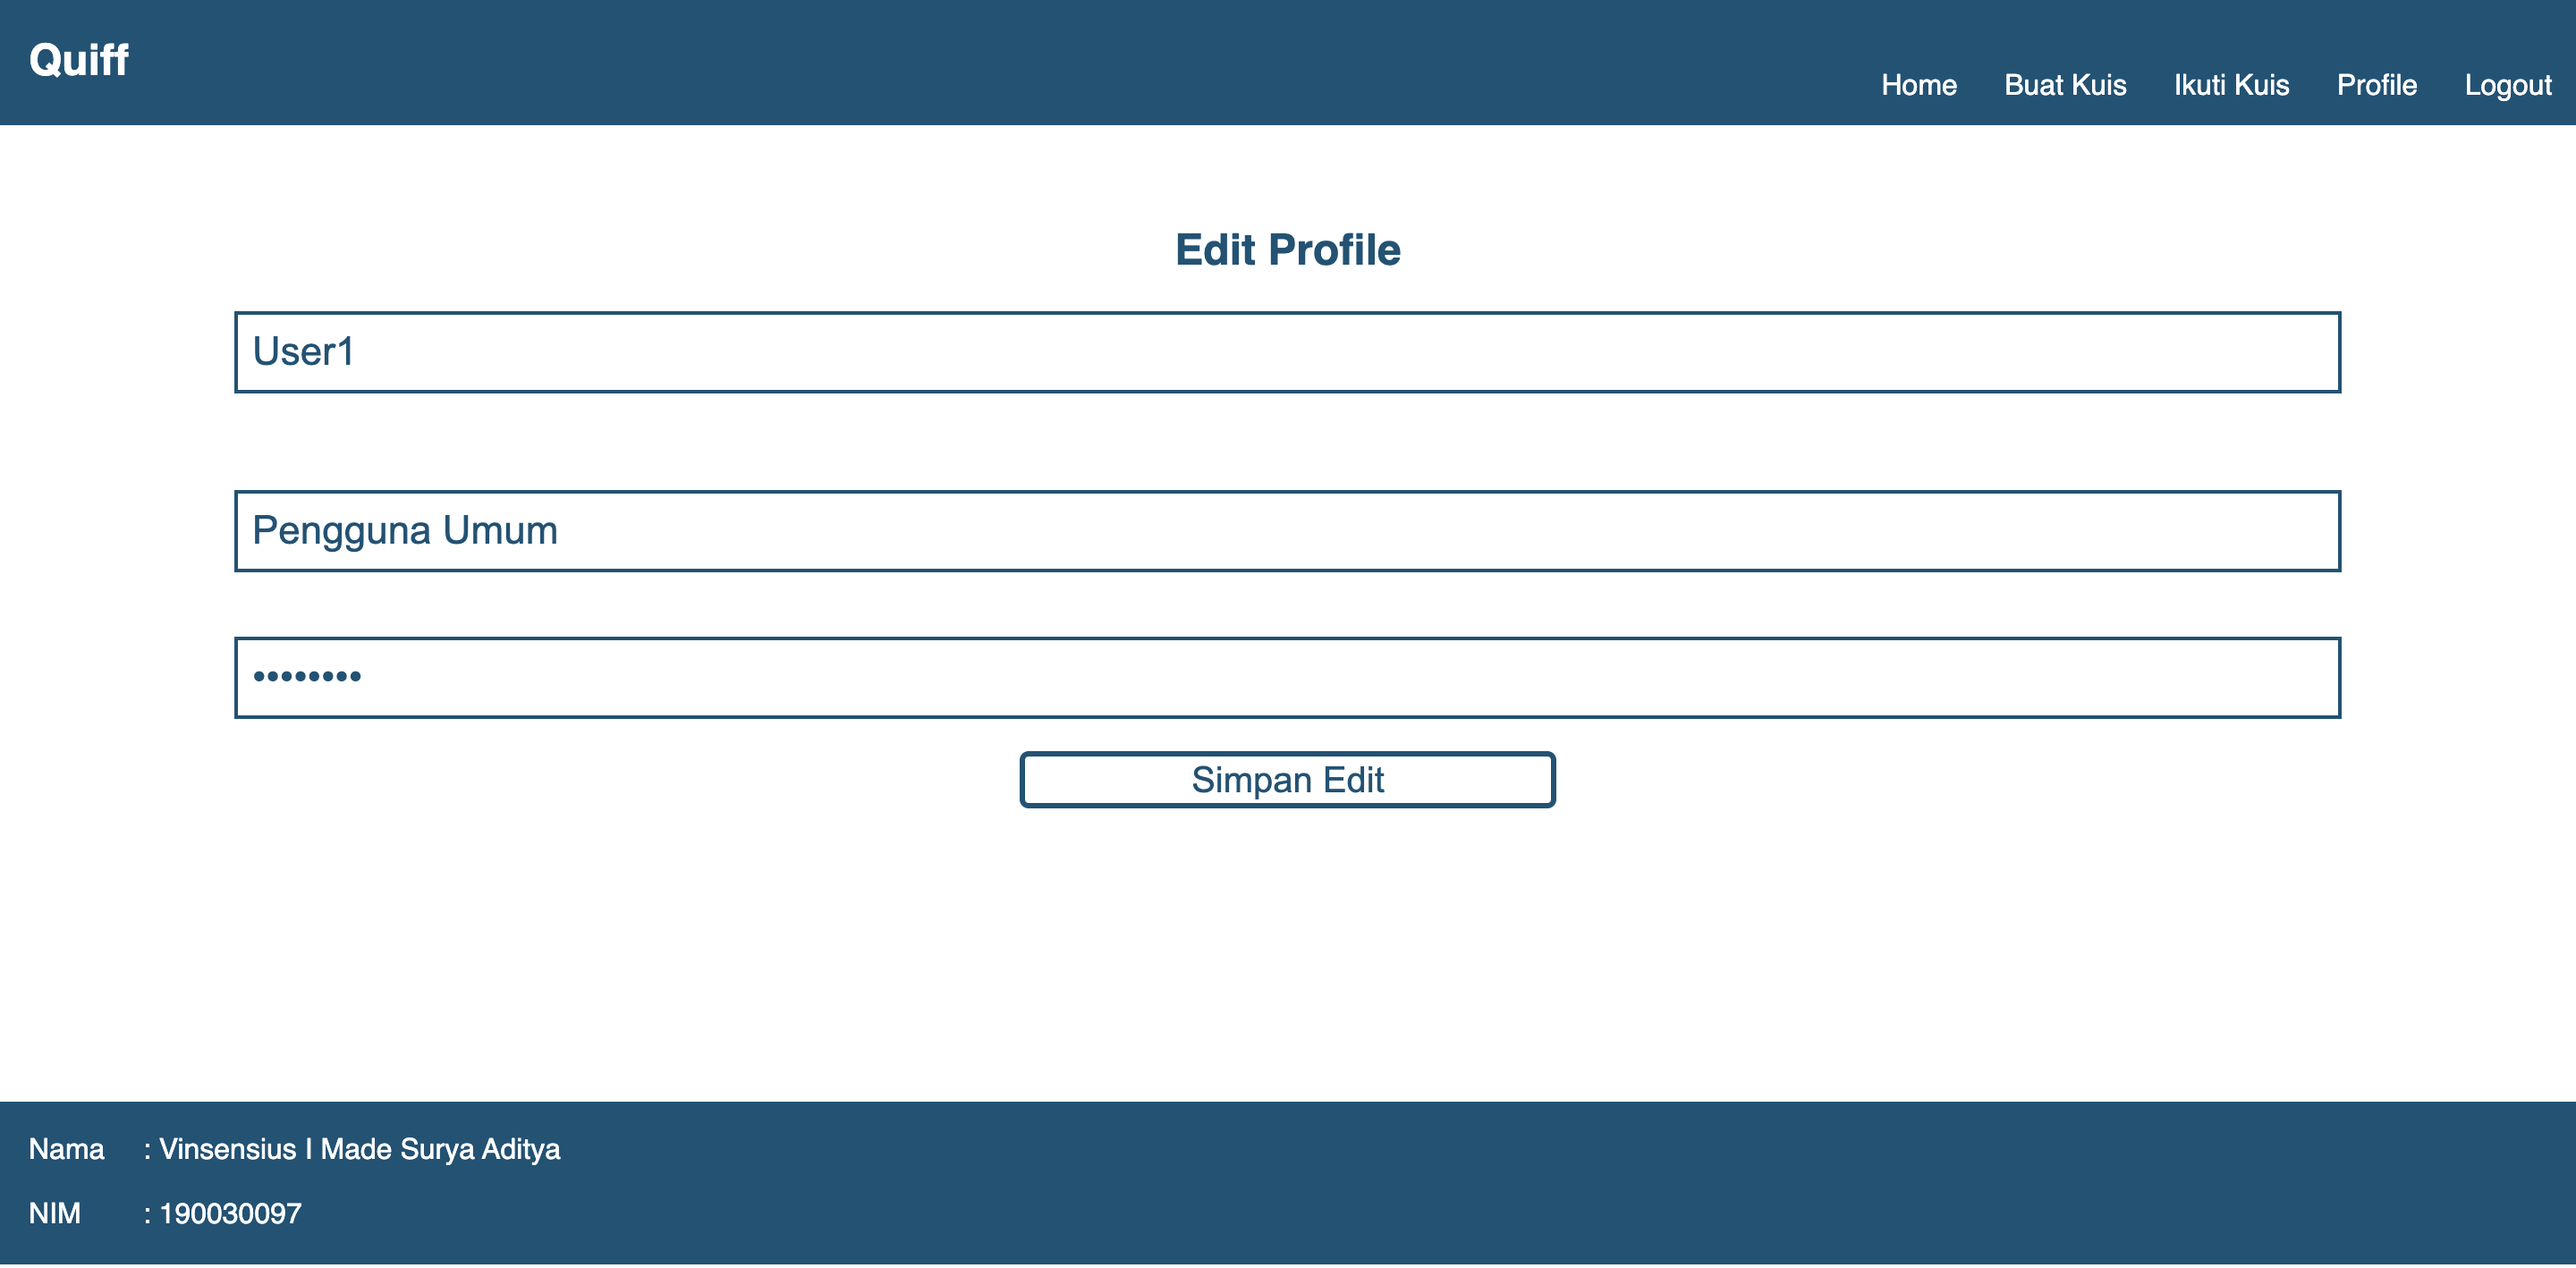 Quiff
Home Buat Kuis Ikuti Kuis Profile Logout
Edit Profile
User1
Pengguna Umum
••••••••
Simpan Edit
Nama : Vinsensius I Made Surya Aditya
NIM : 190030097